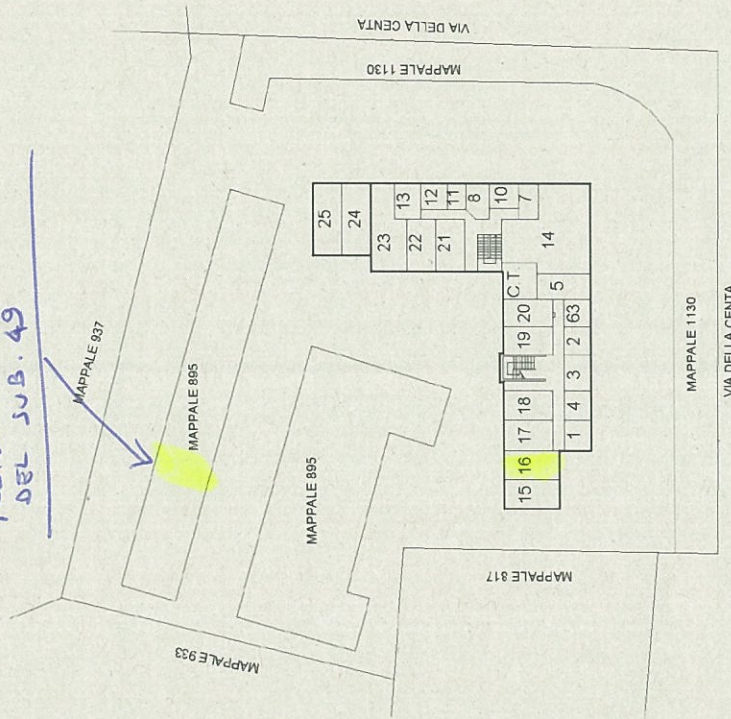 DEL SUB. 49
VIA DELLA CENTA
MAPPALE 1130
MAPPALE 937
MAPPALE 895
25
24
23
13
22
12
21
11
8
10
7
14
C.T.
5
MAPPALE 895
19
20
63
2
3
18
17
4
1
16
15
MAPPALE 1130
VIA DELLA CENTA
MAPPALE 817
MAPPALE 933